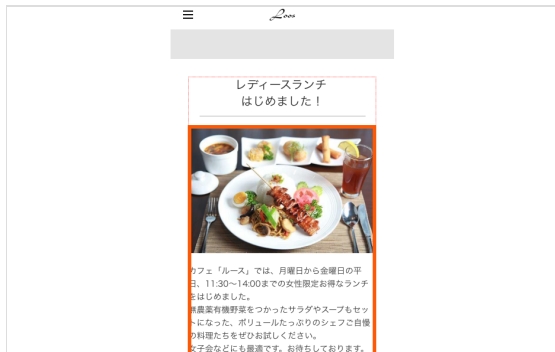 Loos
レディースランチ
はじめました！
カフェ「ルース」では、月曜日から金曜日の平
日、11:30～14:00までの女性限定お得なランチ
をはじめました。
無農薬有機野菜をつかったサラダやスープもセッ
トになった、ボリュールたっぷりのシェフご自慢
の料理たちをぜひお試しください。
女子会などにも最適です。お待ちしております。